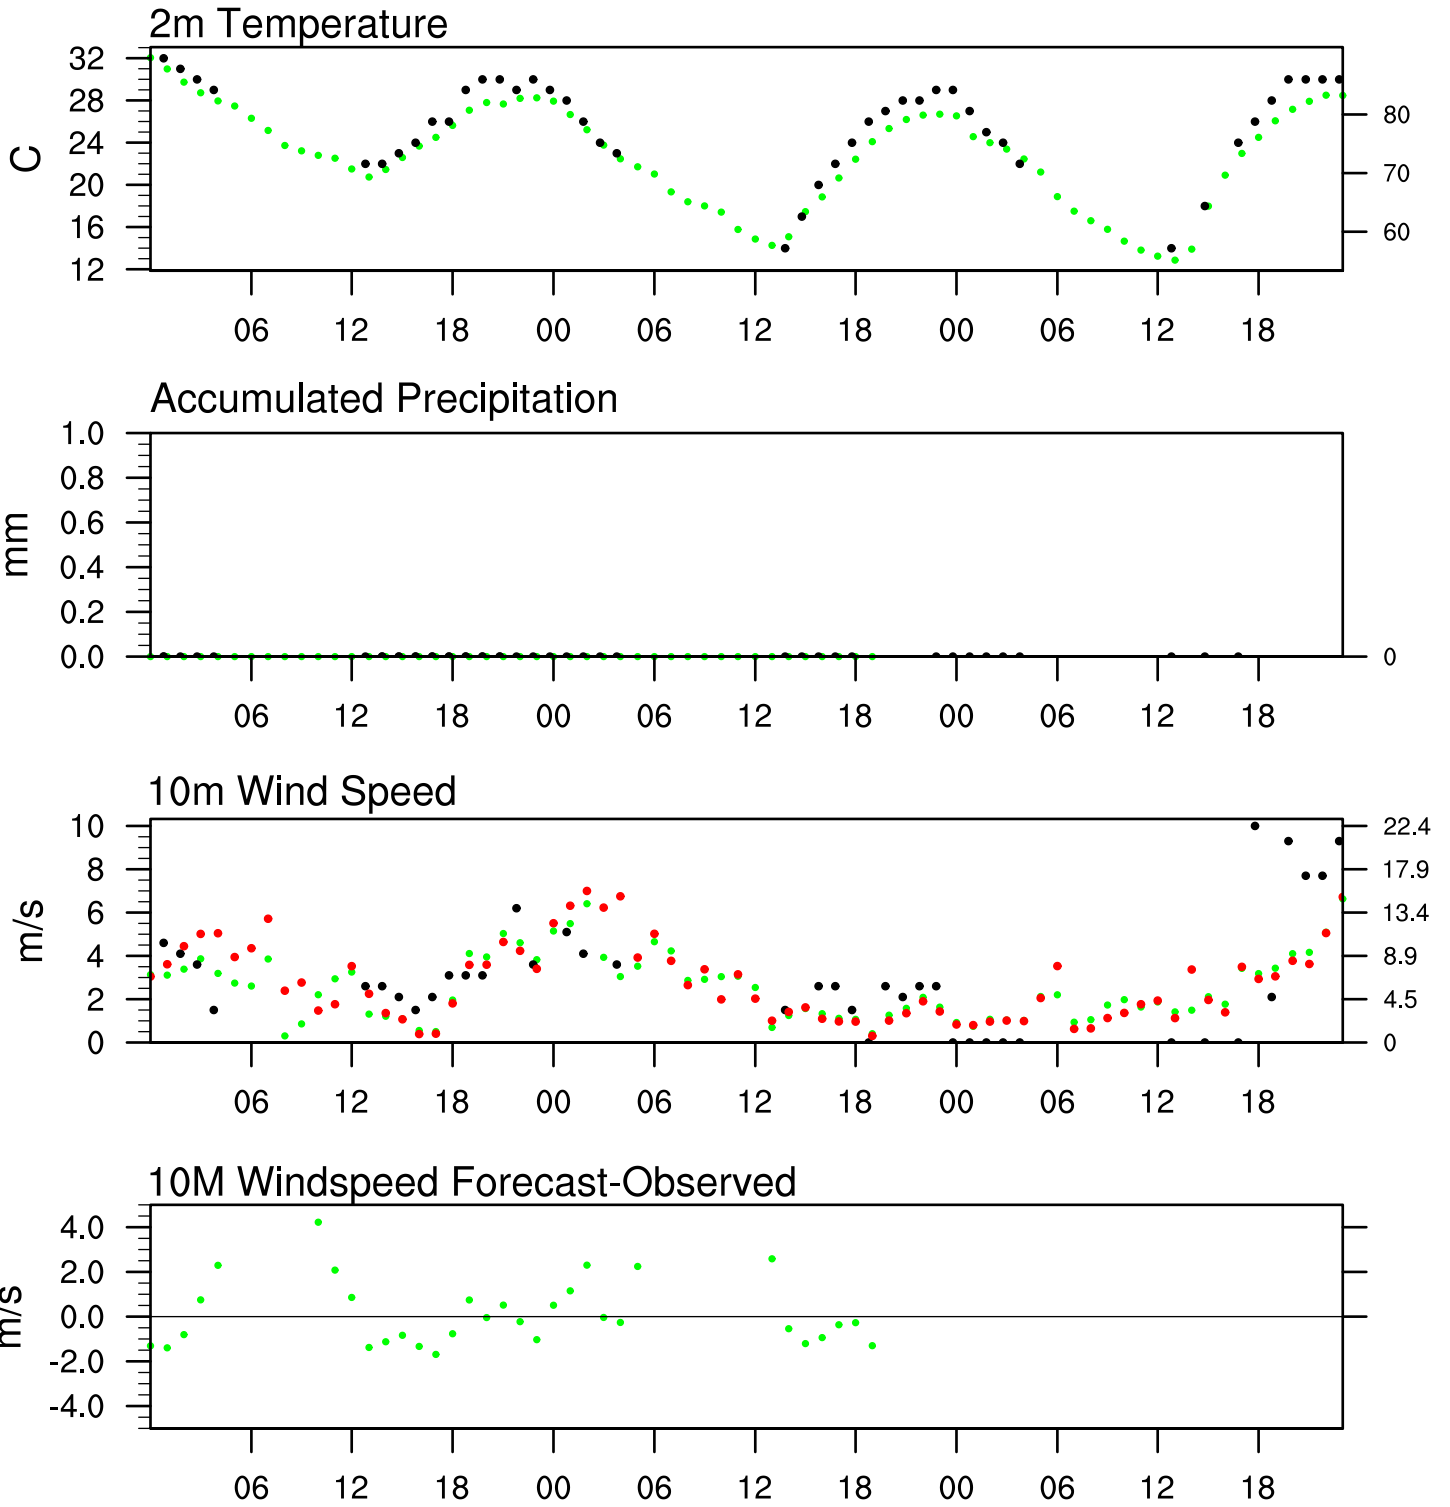 2m Temperature
32
28
24
20
16
12
C
80
70
60
06 12 18 00 06 12 18 00 06 12 18
Accumulated Precipitation
1.0
0.8
0.6
0.4
0.2
0.0
mm
0
06 12 18 00 06 12 18 00 06 12 18
10m Wind Speed
10
8
6
4
2
0
m/s
22.4
17.9
13.4
8.9
4.5
0
06 12 18 00 06 12 18 00 06 12 18
10M Windspeed Forecast-Observed
4.0
2.0
0.0
-2.0
-4.0
m/s
06 12 18 00 06 12 18 00 06 12 18